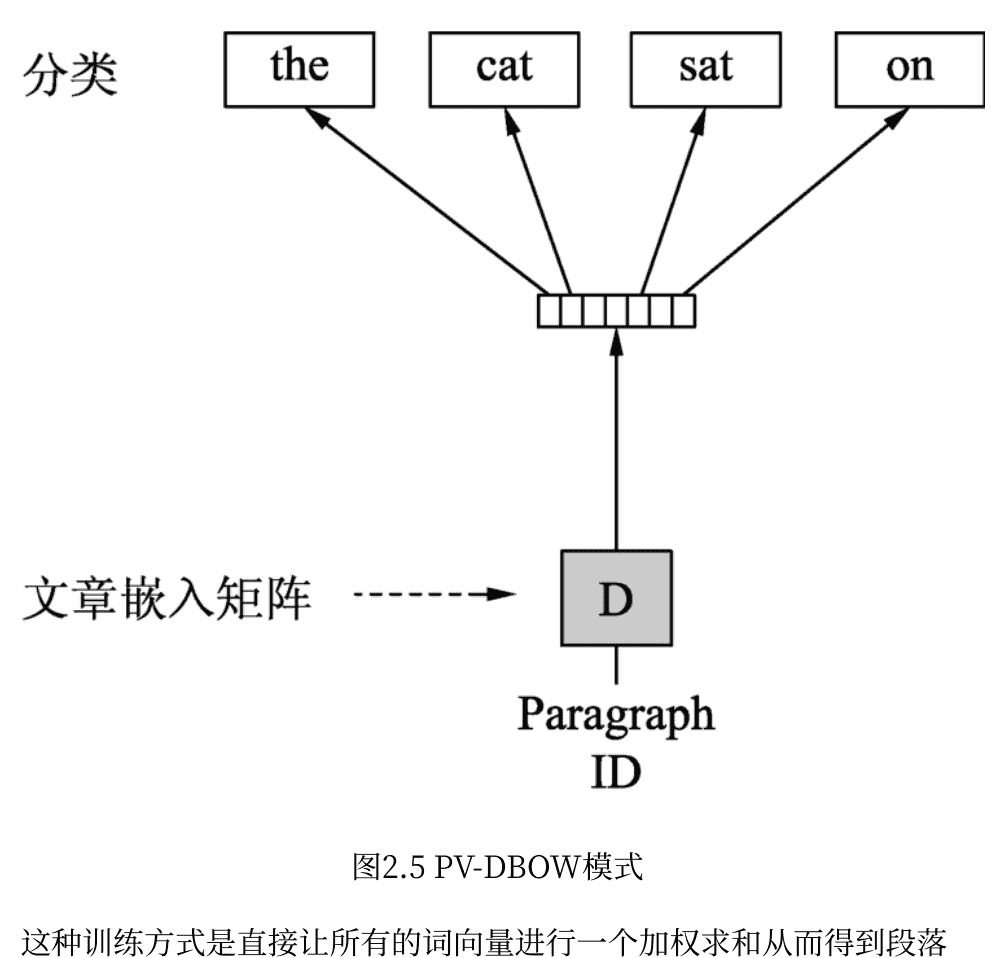 分类 the cat sat on
文章嵌入矩阵 D
Paragraph
ID
图2.5 PV-DBOW模式
这种训练方式是直接让所有的词向量进行一个加权求和从而得到段落